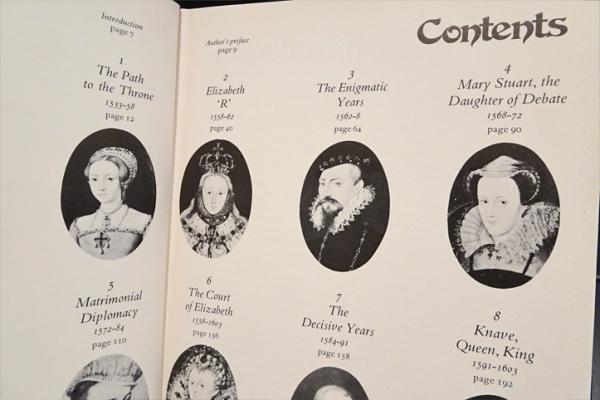 Contents
Introduction
page 7
Author's preface
page 9
1
The Path
to the Throne
1533–58
page 12
2
Elizabeth
'R'
1558–62
page 40
3
The Enigmatic
Years
1562–8
page 64
4
Mary Stuart, the
Daughter of Debate
1568–72
page 90
5
Matrimonial
Diplomacy
1572–84
page 110
6
The Court
of Elizabeth
1558–1603
page 136
7
The
Decisive Years
1584–91
page 158
8
Knave,
Queen, King
1591–1603
page 192